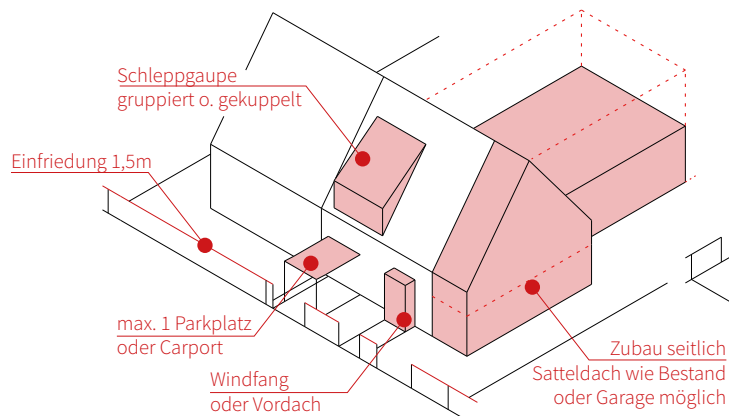 Schleppgaupe
gruppiert o. gekuppelt
Einfriedung 1,5m
max. 1 Parkplatz
oder Carport
Windfang
oder Vordach
Zubau seitlich
Satteldach wie Bestand
oder Garage möglich